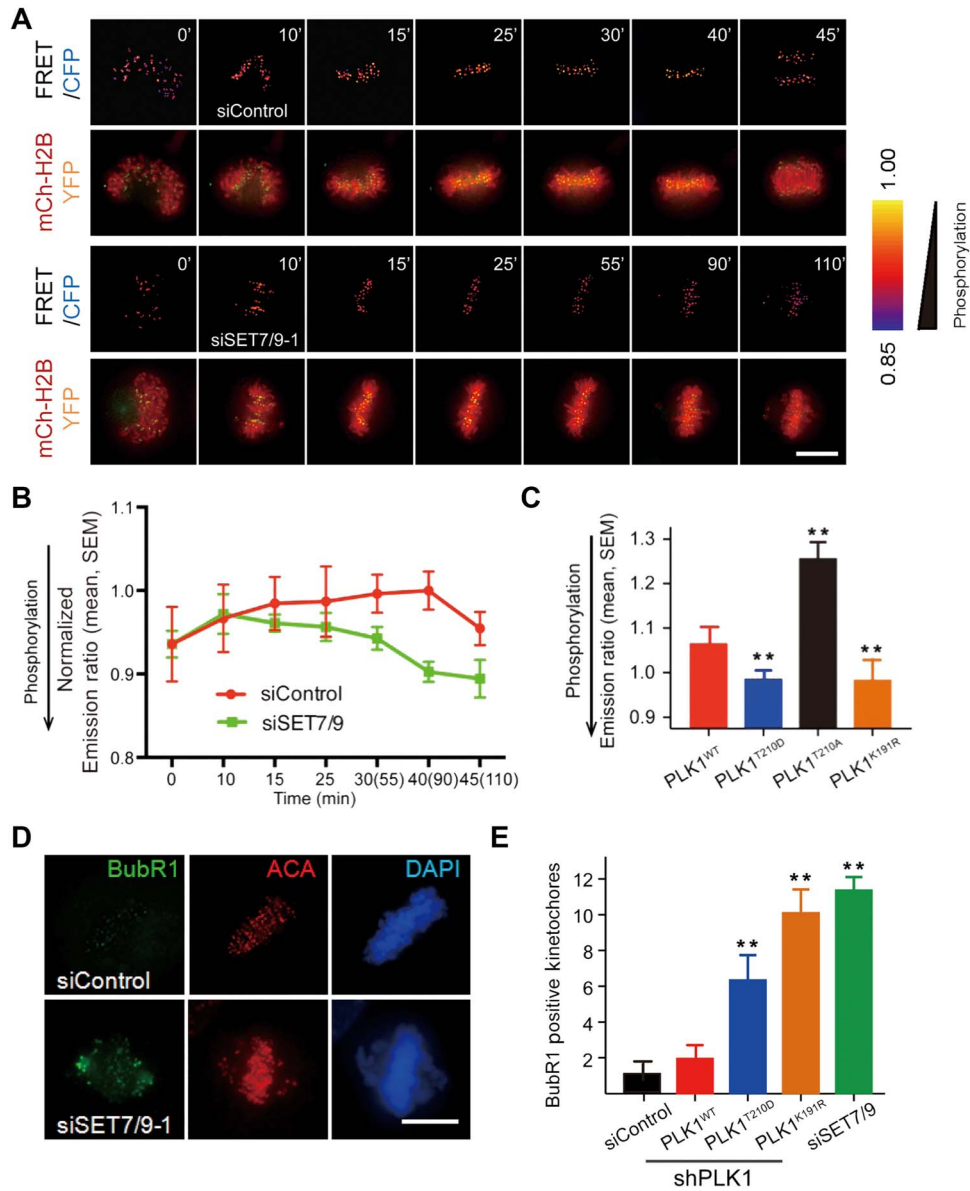 A
FRET
/CFP
0’ 10’ 15’ 25’ 30’ 40’ 45’
siControl
mCh-H2B
YFP
FRET
/CFP
0’ 10’ 15’ 25’ 55’ 90’ 110’
siSET7/9-1
mCh-H2B
YFP
1.00
0.85
Phosphorylation
B
Phosphorylation
Normalized
Emission ratio (mean, SEM)
1.1
1.0
0.9
0.8
siControl
siSET7/9
0 10 15 25 30(55) 40(90) 45(110)
Time (min)
C
Phosphorylation
Emission ratio (mean, SEM)
1.3
1.2
1.1
1.0
0.9
** ** **
PLK1WT PLK1T210D PLK1T210A PLK1K191R
D
BubR1 ACA DAPI
siControl
siSET7/9-1
E
BubR1 positive kinetochores
12
10
8
6
4
2
** ** **
siControl PLK1WT PLK1T210D PLK1K191R siSET7/9
shPLK1